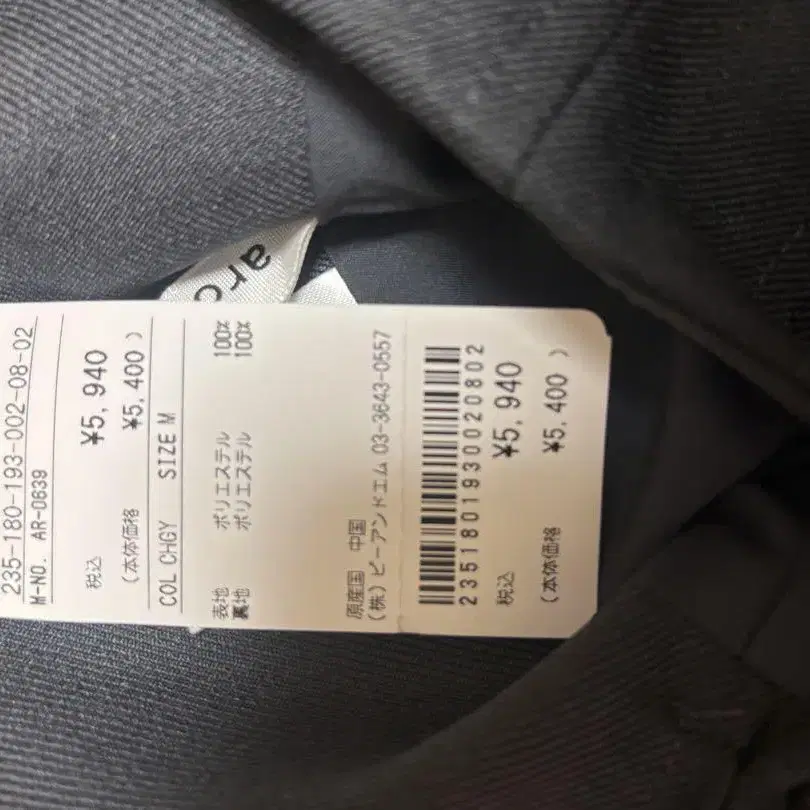 235-180-193-002-08-02
M-NO. AR-0639
税込 ¥5,940
(本体価格 ¥5,400 )
COL CHGY SIZE M
表地 ポリエステル 100%
裏地 ポリエステル 100%
原産国 中国
(株) ピーアンドエム 03-3643-0557
2351801930020802
税込 ¥5,940
(本体価格 ¥5,400 )
arc